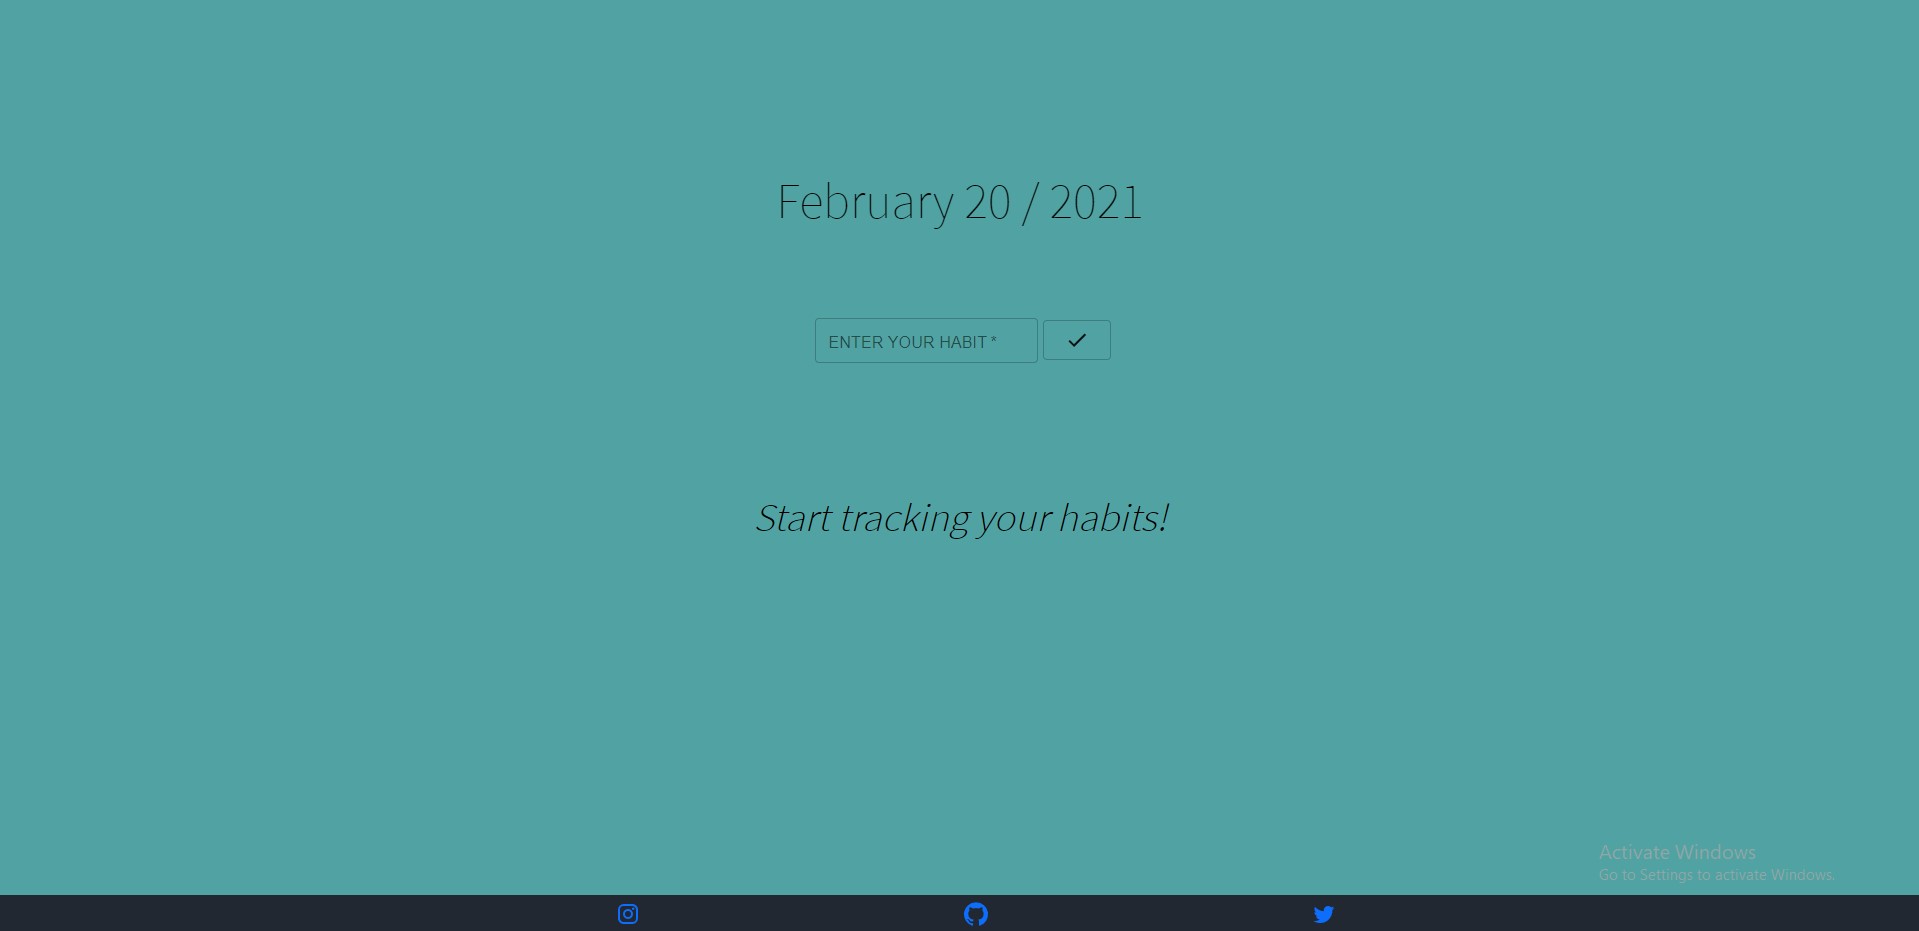 February 20 / 2021
ENTER YOUR HABIT *
Start tracking your habits!
Activate Windows
Go to Settings to activate Windows.